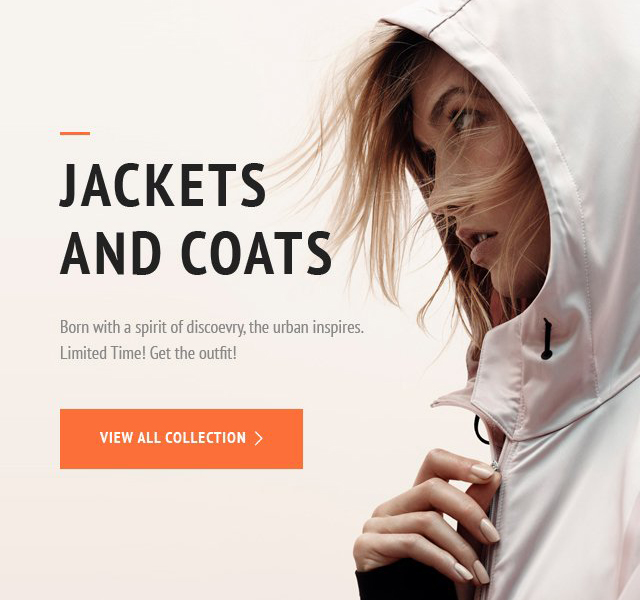 JACKETS
AND COATS
Born with a spirit of discoevry, the urban inspires.
Limited Time! Get the outfit!
VIEW ALL COLLECTION